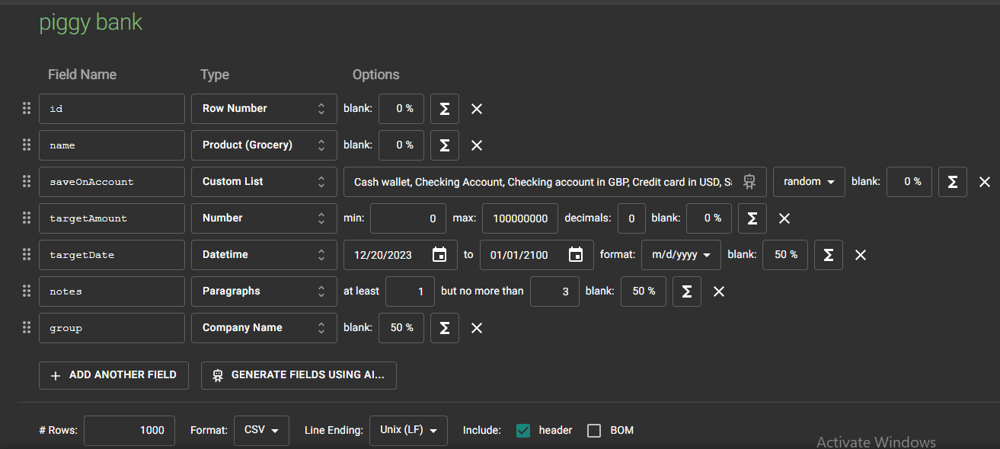 piggy bank
Field Name Type Options
id Row Number blank: 0 % Σ
name Product (Grocery) blank: 0 % Σ
saveOnAccount Custom List Cash wallet, Checking Account, Checking account in GBP, Credit card in USD, random blank: 0 % Σ
targetAmount Number min: 0 max: 100000000 decimals: 0 blank: 0 % Σ
targetDate Datetime 12/20/2023 to 01/01/2100 format: m/d/yyyy blank: 50 % Σ
notes Paragraphs at least 1 but no more than 3 blank: 50 % Σ
group Company Name blank: 50 % Σ
+ ADD ANOTHER FIELD GENERATE FIELDS USING AI...
# Rows: 1000 Format: CSV Line Ending: Unix (LF) Include: header BOM
Activate Windows